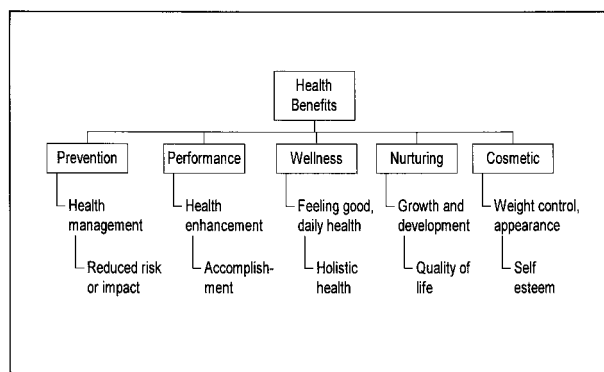 Health
Benefits
Prevention
Performance
Wellness
Nurturing
Cosmetic
Health
management
Reduced risk
or impact
Health
enhancement
Accomplish-
ment
Feeling good,
daily health
Holistic
health
Growth and
development
Quality of
life
Weight control,
appearance
Self
esteem